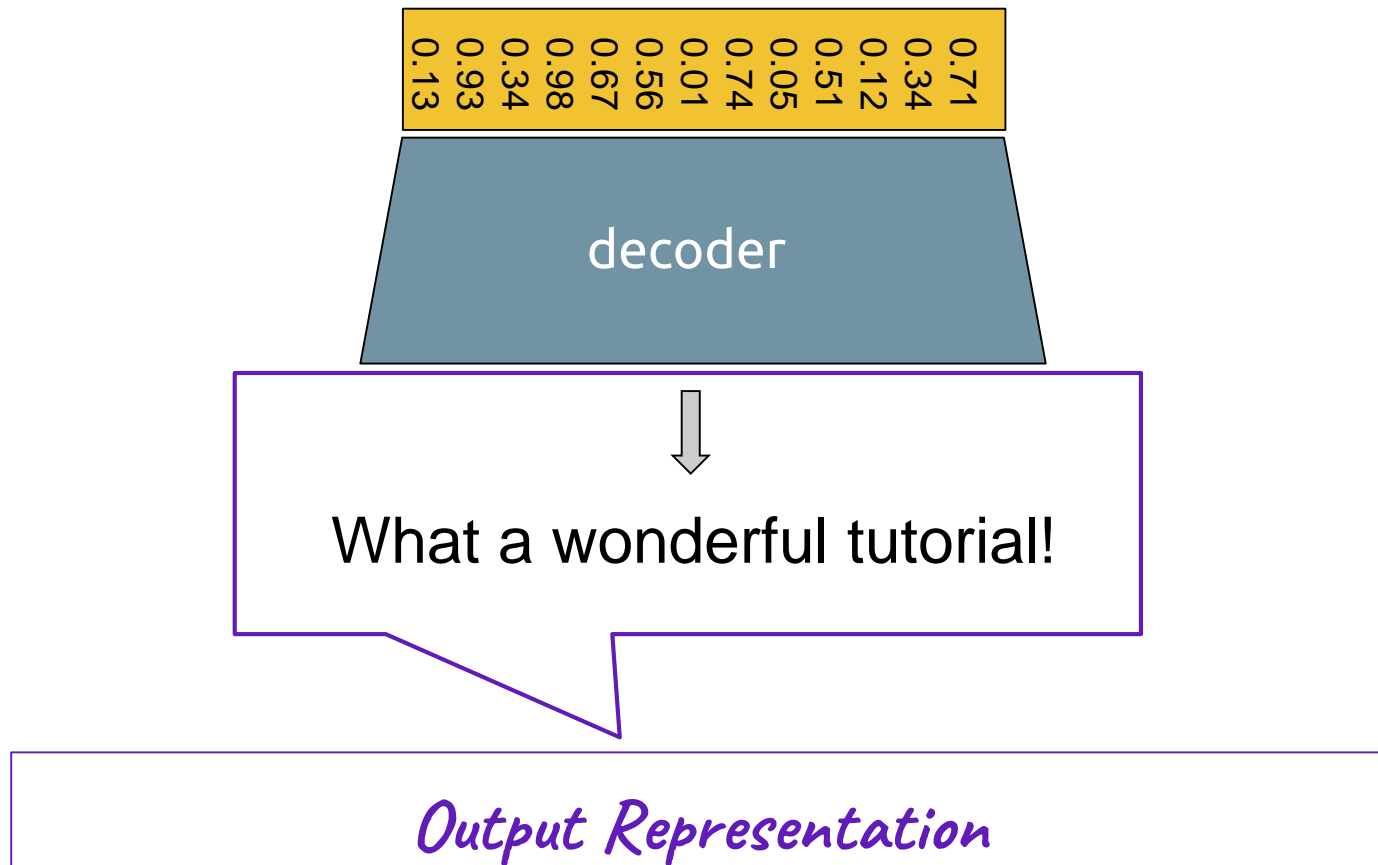 0.13 0.93 0.34 0.98 0.67 0.56 0.01 0.74 0.05 0.51 0.12 0.34 0.71
decoder
What a wonderful tutorial!
Output Representation